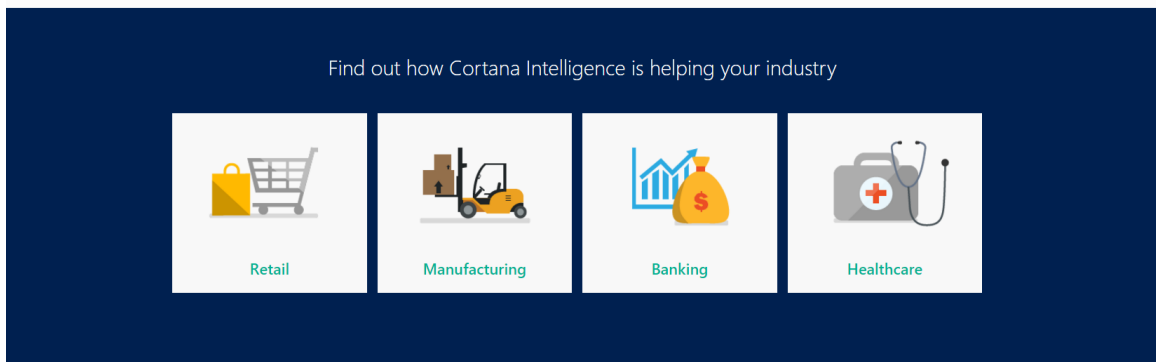 Find out how Cortana Intelligence is helping your industry
$
Retail
Manufacturing
Banking
Healthcare